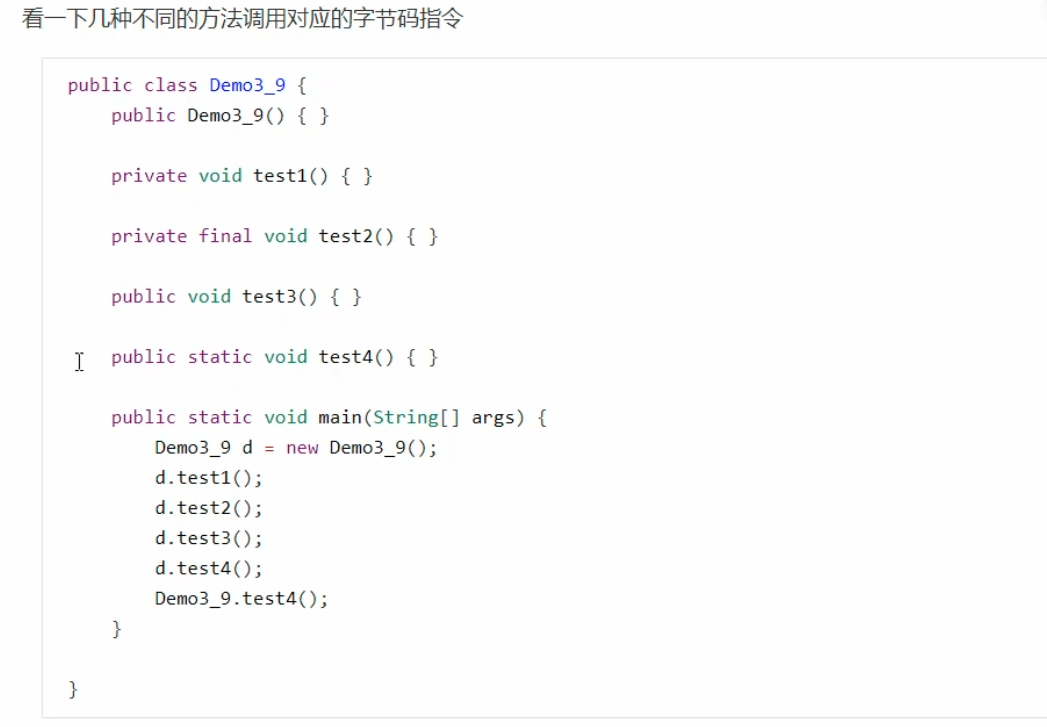 看一下几种不同的方法调用对应的字节码指令
public class Demo3_9 {
public Demo3_9() { }
private void test1() { }
private final void test2() { }
public void test3() { }
public static void test4() { }
public static void main(String[] args) {
Demo3_9 d = new Demo3_9();
d.test1();
d.test2();
d.test3();
d.test4();
Demo3_9.test4();
}
}